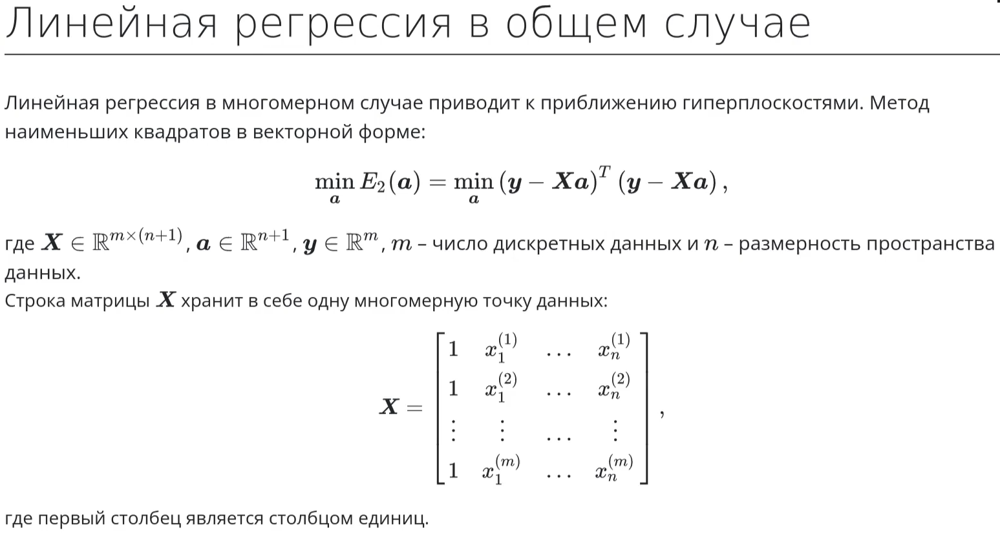 Линейная регрессия в общем случае
Линейная регрессия в многомерном случае приводит к приближению гиперплоскостями. Метод
наименьших квадратов в векторной форме:
$$\min_{\boldsymbol{a}} E_2(\boldsymbol{a}) = \min_{\boldsymbol{a}} (\boldsymbol{y} - \boldsymbol{X}\boldsymbol{a})^T (\boldsymbol{y} - \boldsymbol{X}\boldsymbol{a}),$$
где $\boldsymbol{X} \in \mathbb{R}^{m \times (n+1)}$, $\boldsymbol{a} \in \mathbb{R}^{n+1}$, $\boldsymbol{y} \in \mathbb{R}^m$, $m$ – число дискретных данных и $n$ – размерность пространства
данных.
Строка матрицы $\boldsymbol{X}$ хранит в себе одну многомерную точку данных:
$$\boldsymbol{X} = \begin{bmatrix} 1 & x_1^{(1)} & \dots & x_n^{(1)} \\ 1 & x_1^{(2)} & \dots & x_n^{(2)} \\ \vdots & \vdots & \dots & \vdots \\ 1 & x_1^{(m)} & \dots & x_n^{(m)} \end{bmatrix},$$
где первый столбец является столбцом единиц.